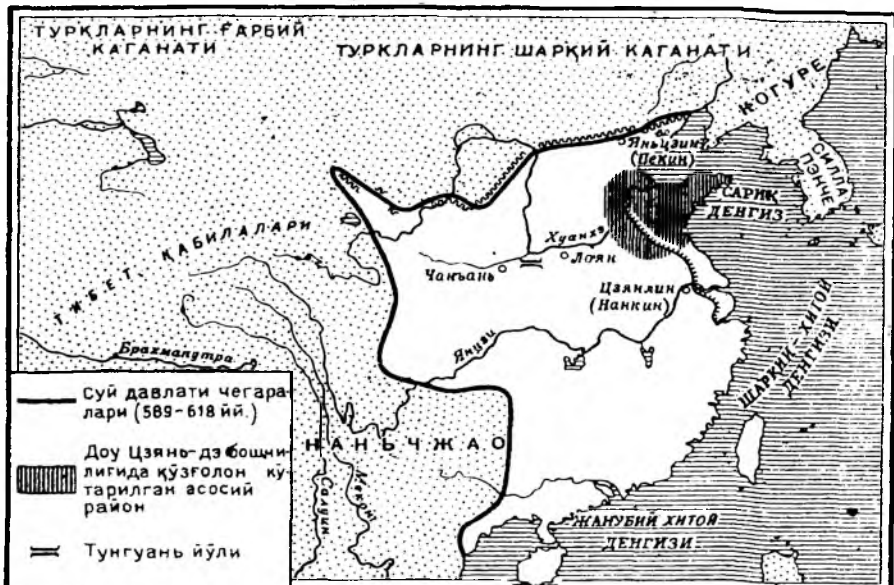 ТУРКЛАРНИНГ ҒАРБИЙ
КАГАНАТИ
ТУРКЛАРНИНГ ШАРҚИЙ КАГАНАТИ
КОГУРЕ
СИЛЛА
ПЭКЧЕ
Яньцзин
(Пекин)
САРИҚ
ДЕНГИЗ
Хуанхэ
Лоян
Чанъань
Цзянлин
(Нанкин)
ТИБЕТ ҚАБИЛАЛАРИ
Брахмапутра
Янцзи
ШАРҚИЙ-ХИТОЙ
ДЕНГИЗИ
НАНЬЧЖАО
Салуин
Меконг
ЖАНУБИЙ ХИТОЙ
ДЕНГИЗИ
Суй давлати чегара-
лари (589-618 йй.)
Доу Цзянь-дэ бошчи-
лигида қўзғолон кў-
тарилган асосий
район
Тунгуань йўли